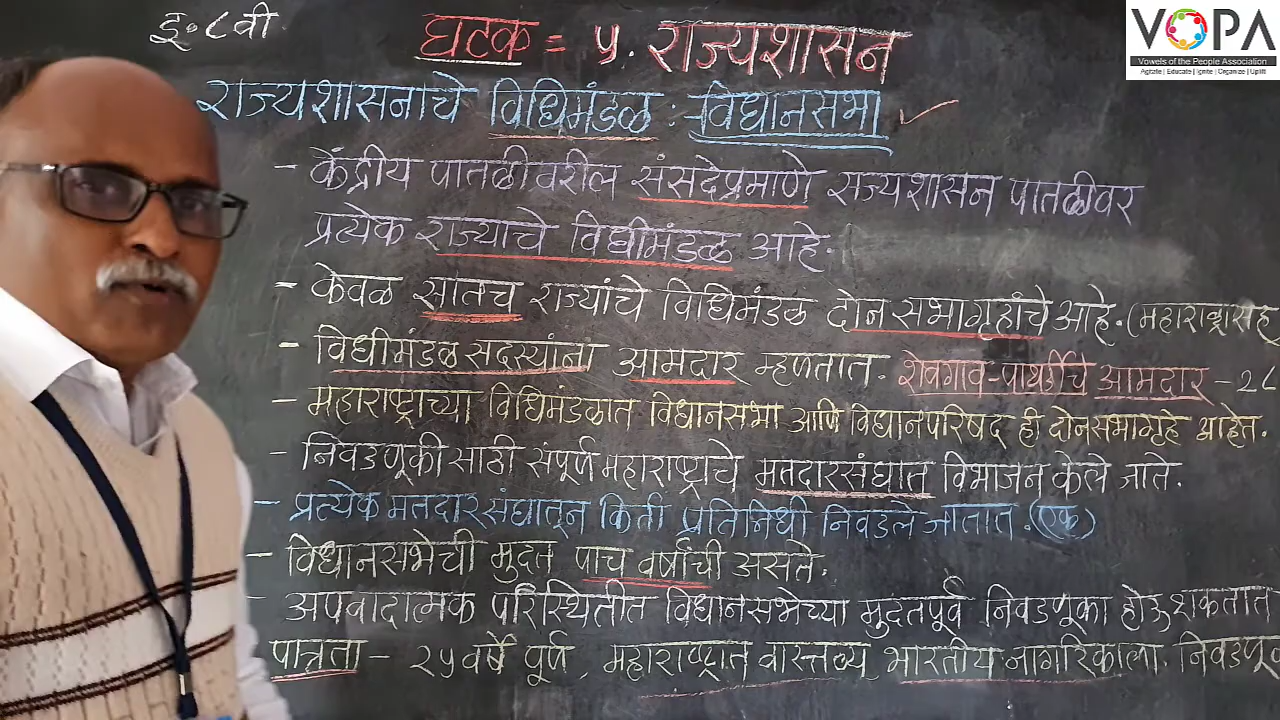 इ. ८ वी
घटक = ५. राज्यशासन
VOPA
Vowels of the People Association
Agitate | Educate | Ignite | Organize | Uplift
राज्यशासनाचे विधिमंडळ :- विधानसभा ✓
- केंद्रीय पातळीवरील संसदेप्रमाणे राज्यशासन पातळीवर
प्रत्येक राज्याचे विधीमंडळ आहे.
- केवळ सातच राज्यांचे विधिमंडळ दोन सभागृहांचे आहे. (महाराष्ट्रासह
- विधीमंडळ सदस्यांना आमदार म्हणतात. शेवगाव-पाथर्डीचे आमदार - २८
- महाराष्ट्राच्या विधिमंडळात विधानसभा आणि विधानपरिषद ही दोन सभागृहे आहेत.
- निवडणूकीसाठी संपूर्ण महाराष्ट्राचे मतदारसंघात विभाजन केले जाते.
- प्रत्येक मतदारसंघातून किती प्रतिनिधी निवडले जातात. (एक)
- विधानसभेची मुदत पाच वर्षाची असते.
- अपवादात्मक परिस्थितीत विधानसभेच्या मुदतपूर्व निवडणूका होऊ शकतात
पात्रता - २५ वर्षे पूर्ण, महाराष्ट्रात वास्तव्य भारतीय नागरिकाला. निवडणूक